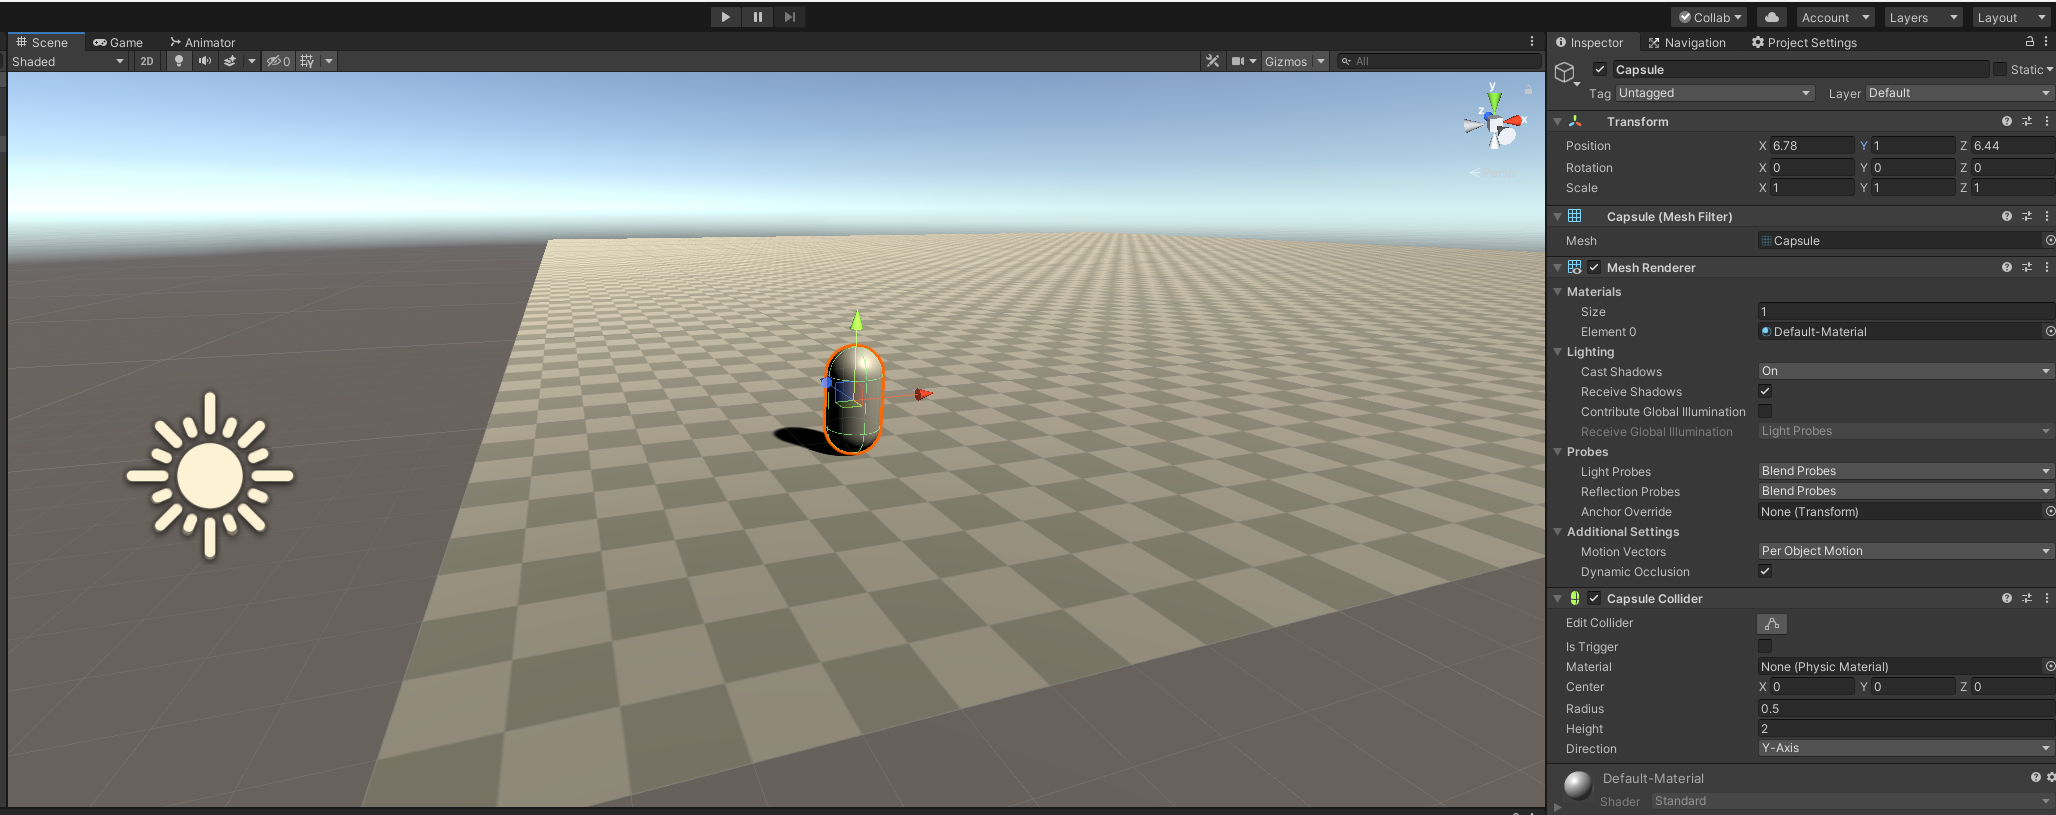 Collab Account Layers Layout
Scene Game Animator
Shaded 2D 0 Gizmos All
y
z x
Persp
Inspector Navigation Project Settings
Capsule Static
Tag Untagged Layer Default
Transform
Position X 6.78 Y 1 Z 6.44
Rotation X 0 Y 0 Z 0
Scale X 1 Y 1 Z 1
Capsule (Mesh Filter)
Mesh Capsule
Mesh Renderer
Materials
Size 1
Element 0 Default-Material
Lighting
Cast Shadows On
Receive Shadows
Contribute Global Illumination
Receive Global Illumination Light Probes
Probes
Light Probes Blend Probes
Reflection Probes Blend Probes
Anchor Override None (Transform)
Additional Settings
Motion Vectors Per Object Motion
Dynamic Occlusion
Capsule Collider
Edit Collider
Is Trigger
Material None (Physic Material)
Center X 0 Y 0 Z 0
Radius 0.5
Height 2
Direction Y-Axis
Default-Material
Shader Standard